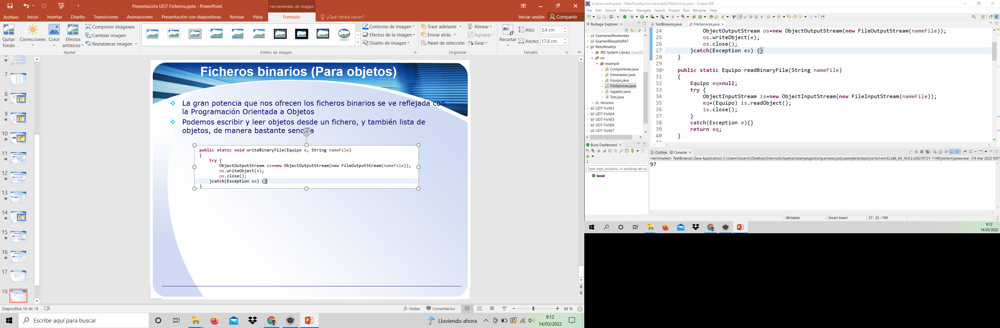 Presentación UD7 Ficheros.pptx - PowerPoint
Herramientas de imagen
Archivo Inicio Insertar Diseño Transiciones Animaciones Presentación con diapositivas Revisar Vista Formato ¿Qué desea hacer? Iniciar sesión Compartir
Quitar fondo
Correcciones
Color
Efectos artísticos
Comprimir imágenes
Cambiar imagen
Restablecer imagen
Ajustar
Estilos de imagen
Contorno de imagen
Efectos de la imagen
Diseño de imagen
Traer adelante
Enviar atrás
Panel de selección
Alinear
Agrupar
Girar
Organizar
Recortar
Alto: 3,4 cm
Ancho: 17,8 cm
Tamaño
7
8
9
10
11
12
13
14
15
16
17
18
Ficheros binarios (Para objetos)
La gran potencia que nos ofrecen los ficheros binarios se ve reflejada con
la Programación Orientada a Objetos
Podemos escribir y leer objetos desde un fichero, y también lista de
objetos, de manera bastante sencilla
public static void writeBinaryFile(Equipo e, String nameFile)
{
try {
ObjectOutputStream os=new ObjectOutputStream(new FileOutputStream(nameFile));
os.writeObject(e);
os.close();
}catch(Exception ex) {}
}
Diapositiva 18 de 18
Notas Comentarios 88 %
Escribe aquí para buscar
Lloviendo ahora
9:12
14/03/2022
eclipse-workspace - RetoPenaltys/src/example/FileServices.java - Eclipse IDE
File Edit Source Refactor Navigate Search Project Run Window Help
Package Explorer
ExamenesPendientes
ExamenResueltoRA7
RetoPenaltys
JRE System Library [JavaSE
src
example
Componente.java
Entrenador.java
Equipo.java
FileServices.java
Jugador.java
Test.java
recursos
UD7-FichE3
UD7-FichE4
UD7-FichE5
UD7-FichE6
UD7-FichE7
Boot Dashboard
Type tags, projects, or working set na
local
TestBinarios.java FileServices.java
24 ObjectOutputStream os=new ObjectOutputStream(new FileOutputStream(nameFile));
25 os.writeObject(e);
26 os.close();
27 }catch(Exception ex) {}
28 }
29
30 public static Equipo readBinaryFile(String nameFile)
31 {
32 Equipo eq=null;
33 try {
34 ObjectInputStream is=new ObjectInputStream(new FileInputStream(nameFile));
35 eq=(Equipo) is.readObject();
36 is.close();
37 }
38 catch(Exception e){}
39 return eq;
40 }
41
Outline Console
<terminated> TestBinarios [Java Application] C:\Users\Usuario\Desktop\EntornoEclipse\eclipse\plugins\org.eclipse.justj.openjdk.hotspot.jre.full.win32.x86_64_16.0.2.v20210721-1149\jre\bin\javaw.exe (14 mar 2022 9:07:
97
Writable Smart Insert 27 : 32 : 749
9:12
14/03/2022